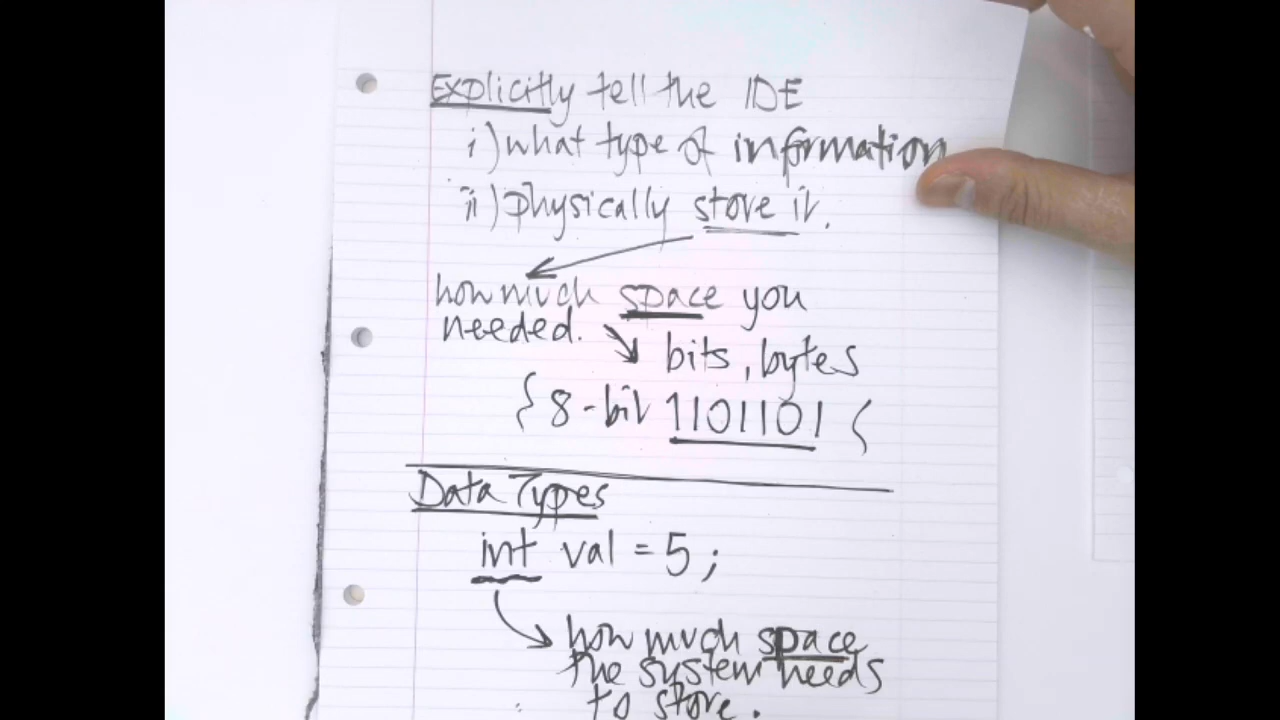 Explicitly tell the IDE
i) what type of information
ii) physically store it.
how much space you
needed.
bits, bytes
{ 8-bit 1101101 {
Data Types
int val = 5;
how much space
the system needs
to store.